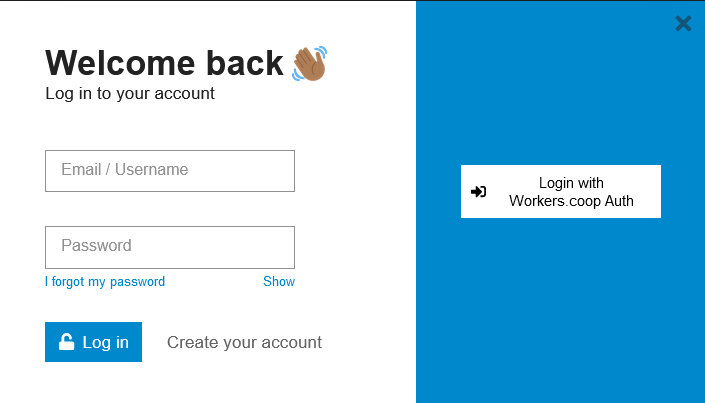 Welcome back 👋🏽
Log in to your account
Email / Username
Password
I forgot my password
Show
Log in
Create your account
Login with
Workers.coop Auth